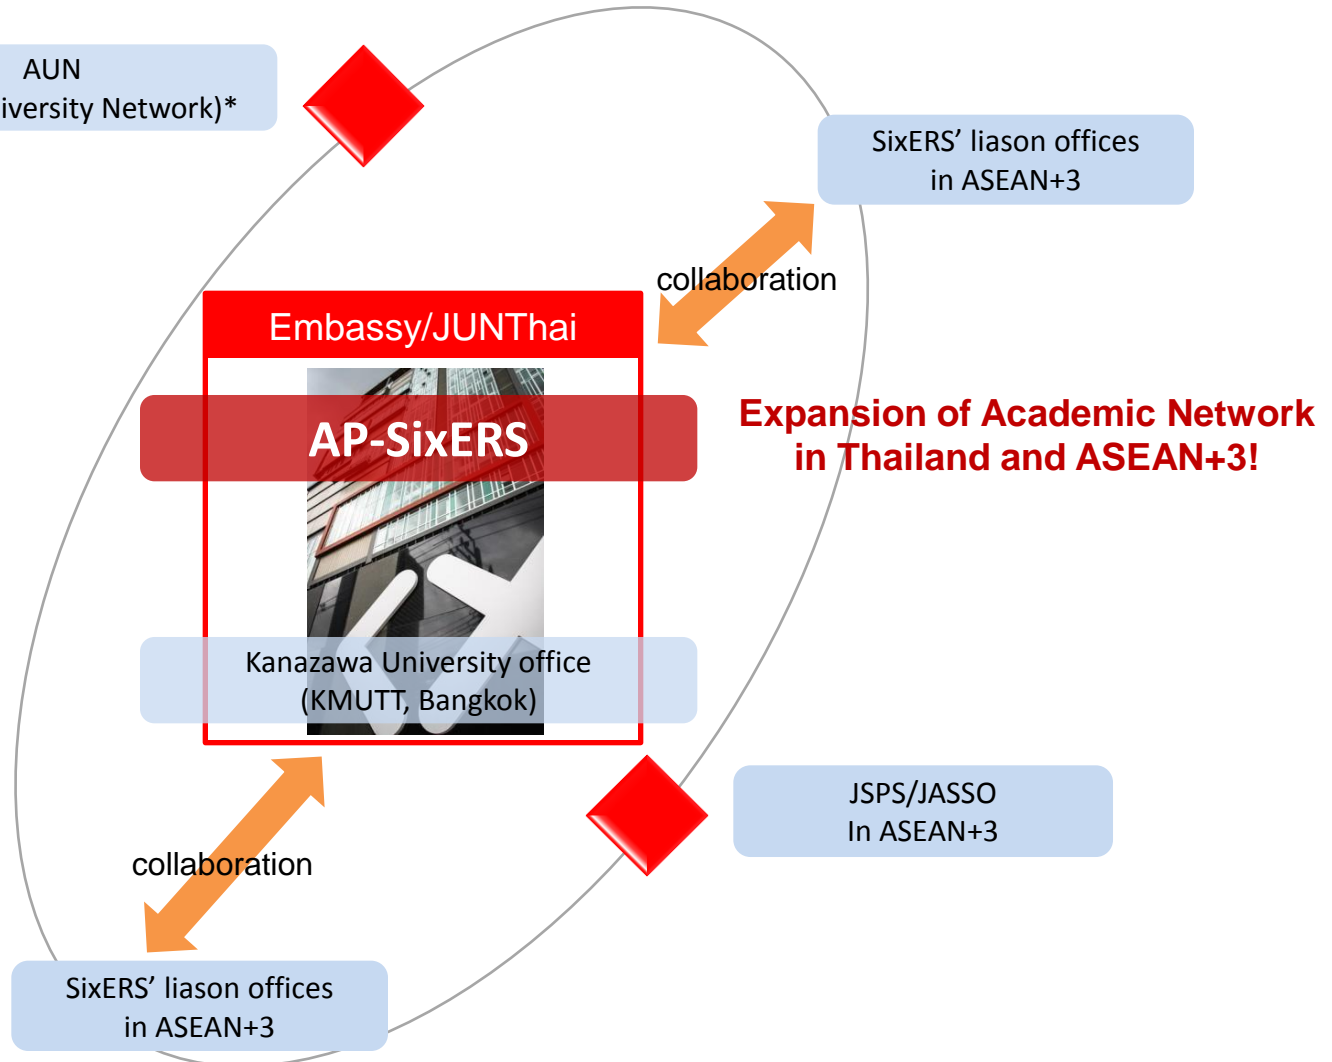 AUN
iversity Network)*
SixERS’ liason offices
in ASEAN+3
collaboration
Embassy/JUNThai
AP-SixERS
Expansion of Academic Network
in Thailand and ASEAN+3!
Kanazawa University office
(KMUTT, Bangkok)
JSPS/JASSO
In ASEAN+3
collaboration
SixERS’ liason offices
in ASEAN+3